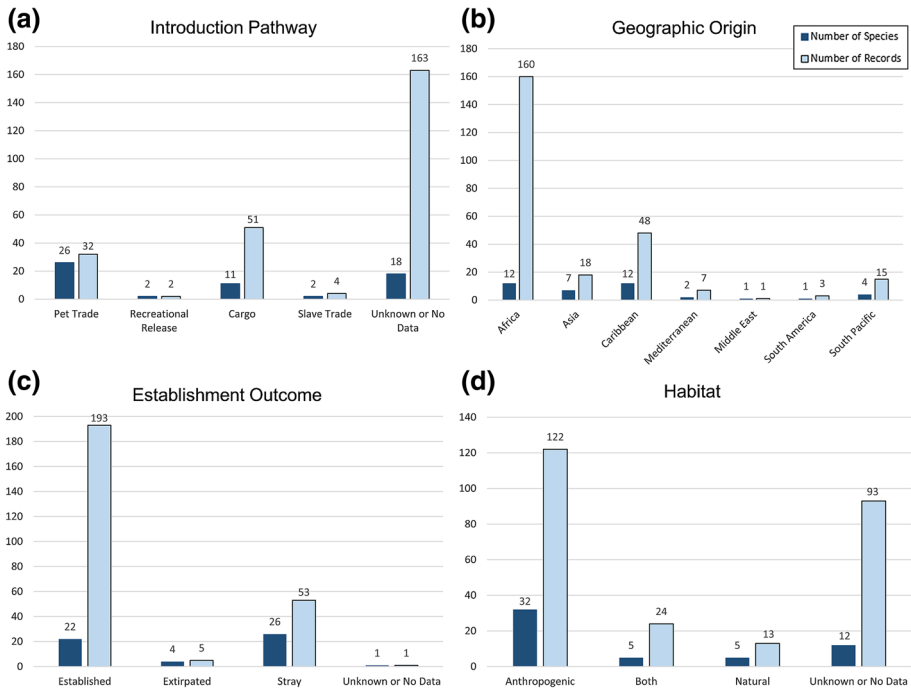 (a)
Introduction Pathway
180
160
140
120
100
80
60
40
20
0
26
32
2
2
11
51
2
4
18
163
Pet Trade
Recreational
Release
Cargo
Slave Trade
Unknown or No
Data
(b)
Geographic Origin
Number of Species
Number of Records
180
160
140
120
100
80
60
40
20
0
12
160
7
18
12
48
2
7
1
1
1
3
4
15
Africa
Asia
Caribbean
Mediterranean
Middle East
South America
South Pacific
(c)
Establishment Outcome
200
180
160
140
120
100
80
60
40
20
0
22
193
4
5
26
53
1
1
Established
Extirpated
Stray
Unknown or No Data
(d)
Habitat
140
120
100
80
60
40
20
0
32
122
5
24
5
13
12
93
Anthropogenic
Both
Natural
Unknown or No Data